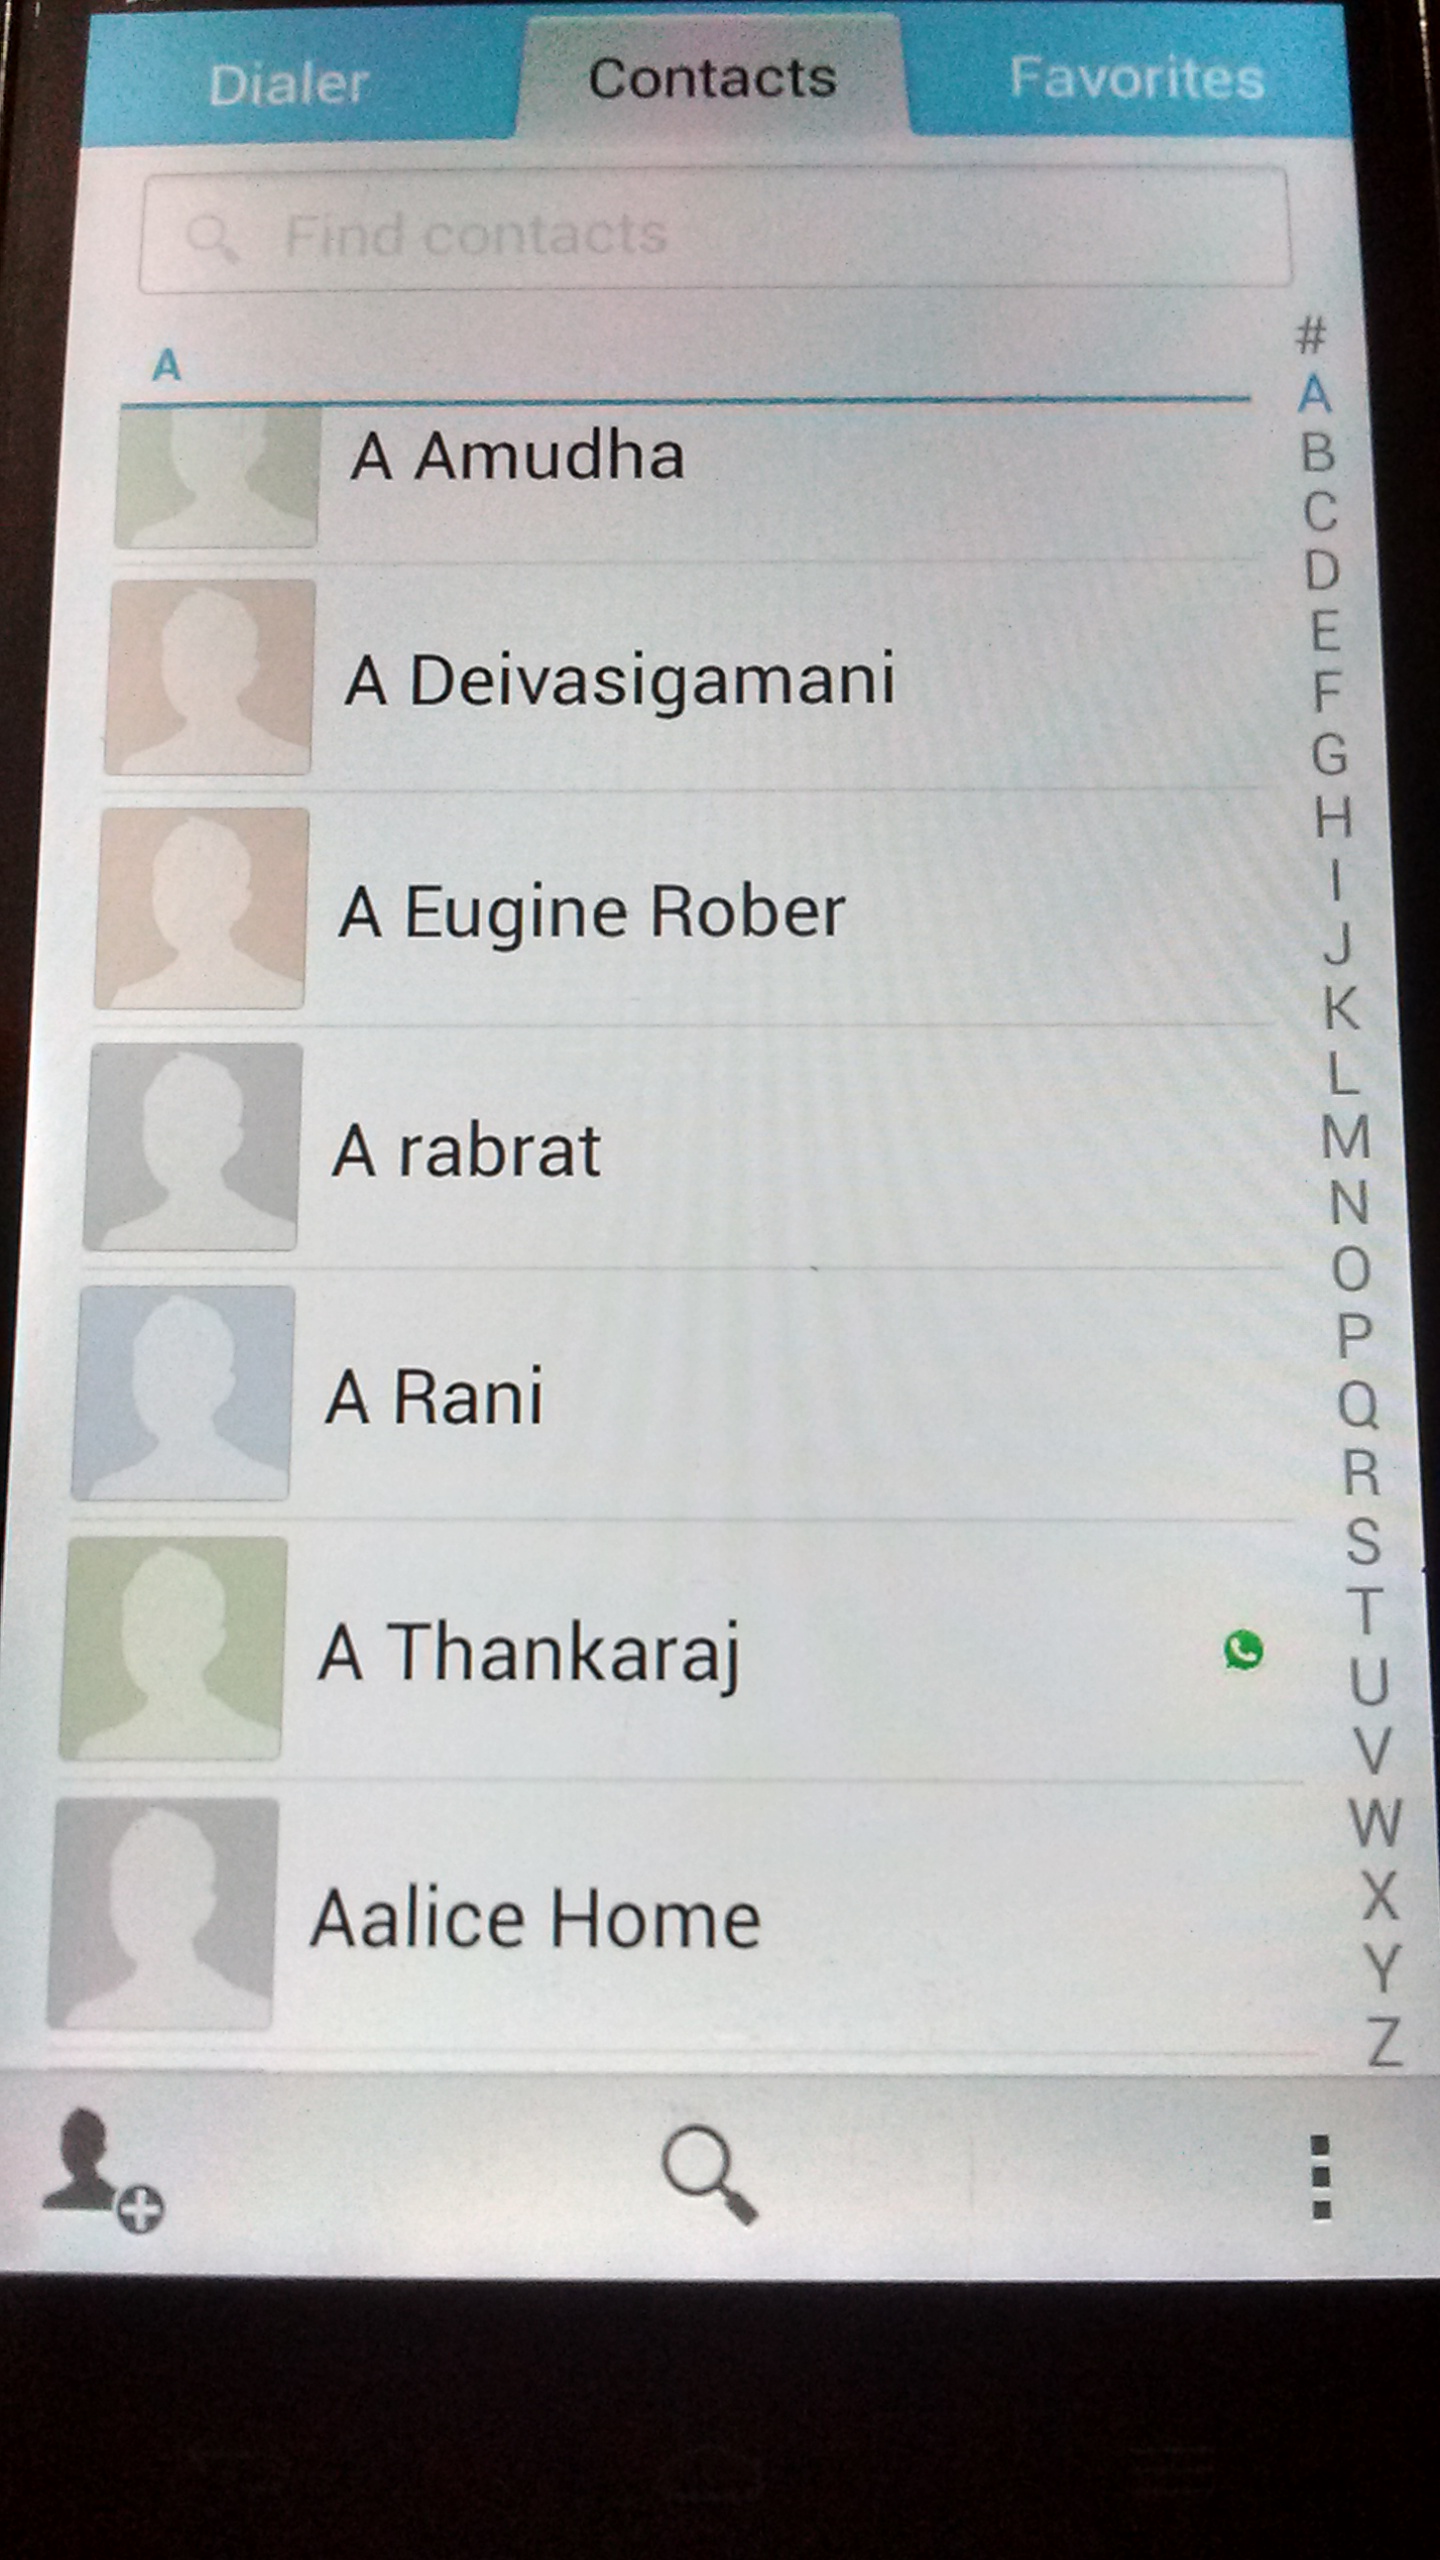 Dialer Contacts Favorites
Find contacts
A
A Amudha
A Deivasigamani
A Eugine Rober
A rabrat
A Rani
A Thankaraj
Aalice Home
#
A
B
C
D
E
F
G
H
I
J
K
L
M
N
O
P
Q
R
S
T
U
V
W
X
Y
Z